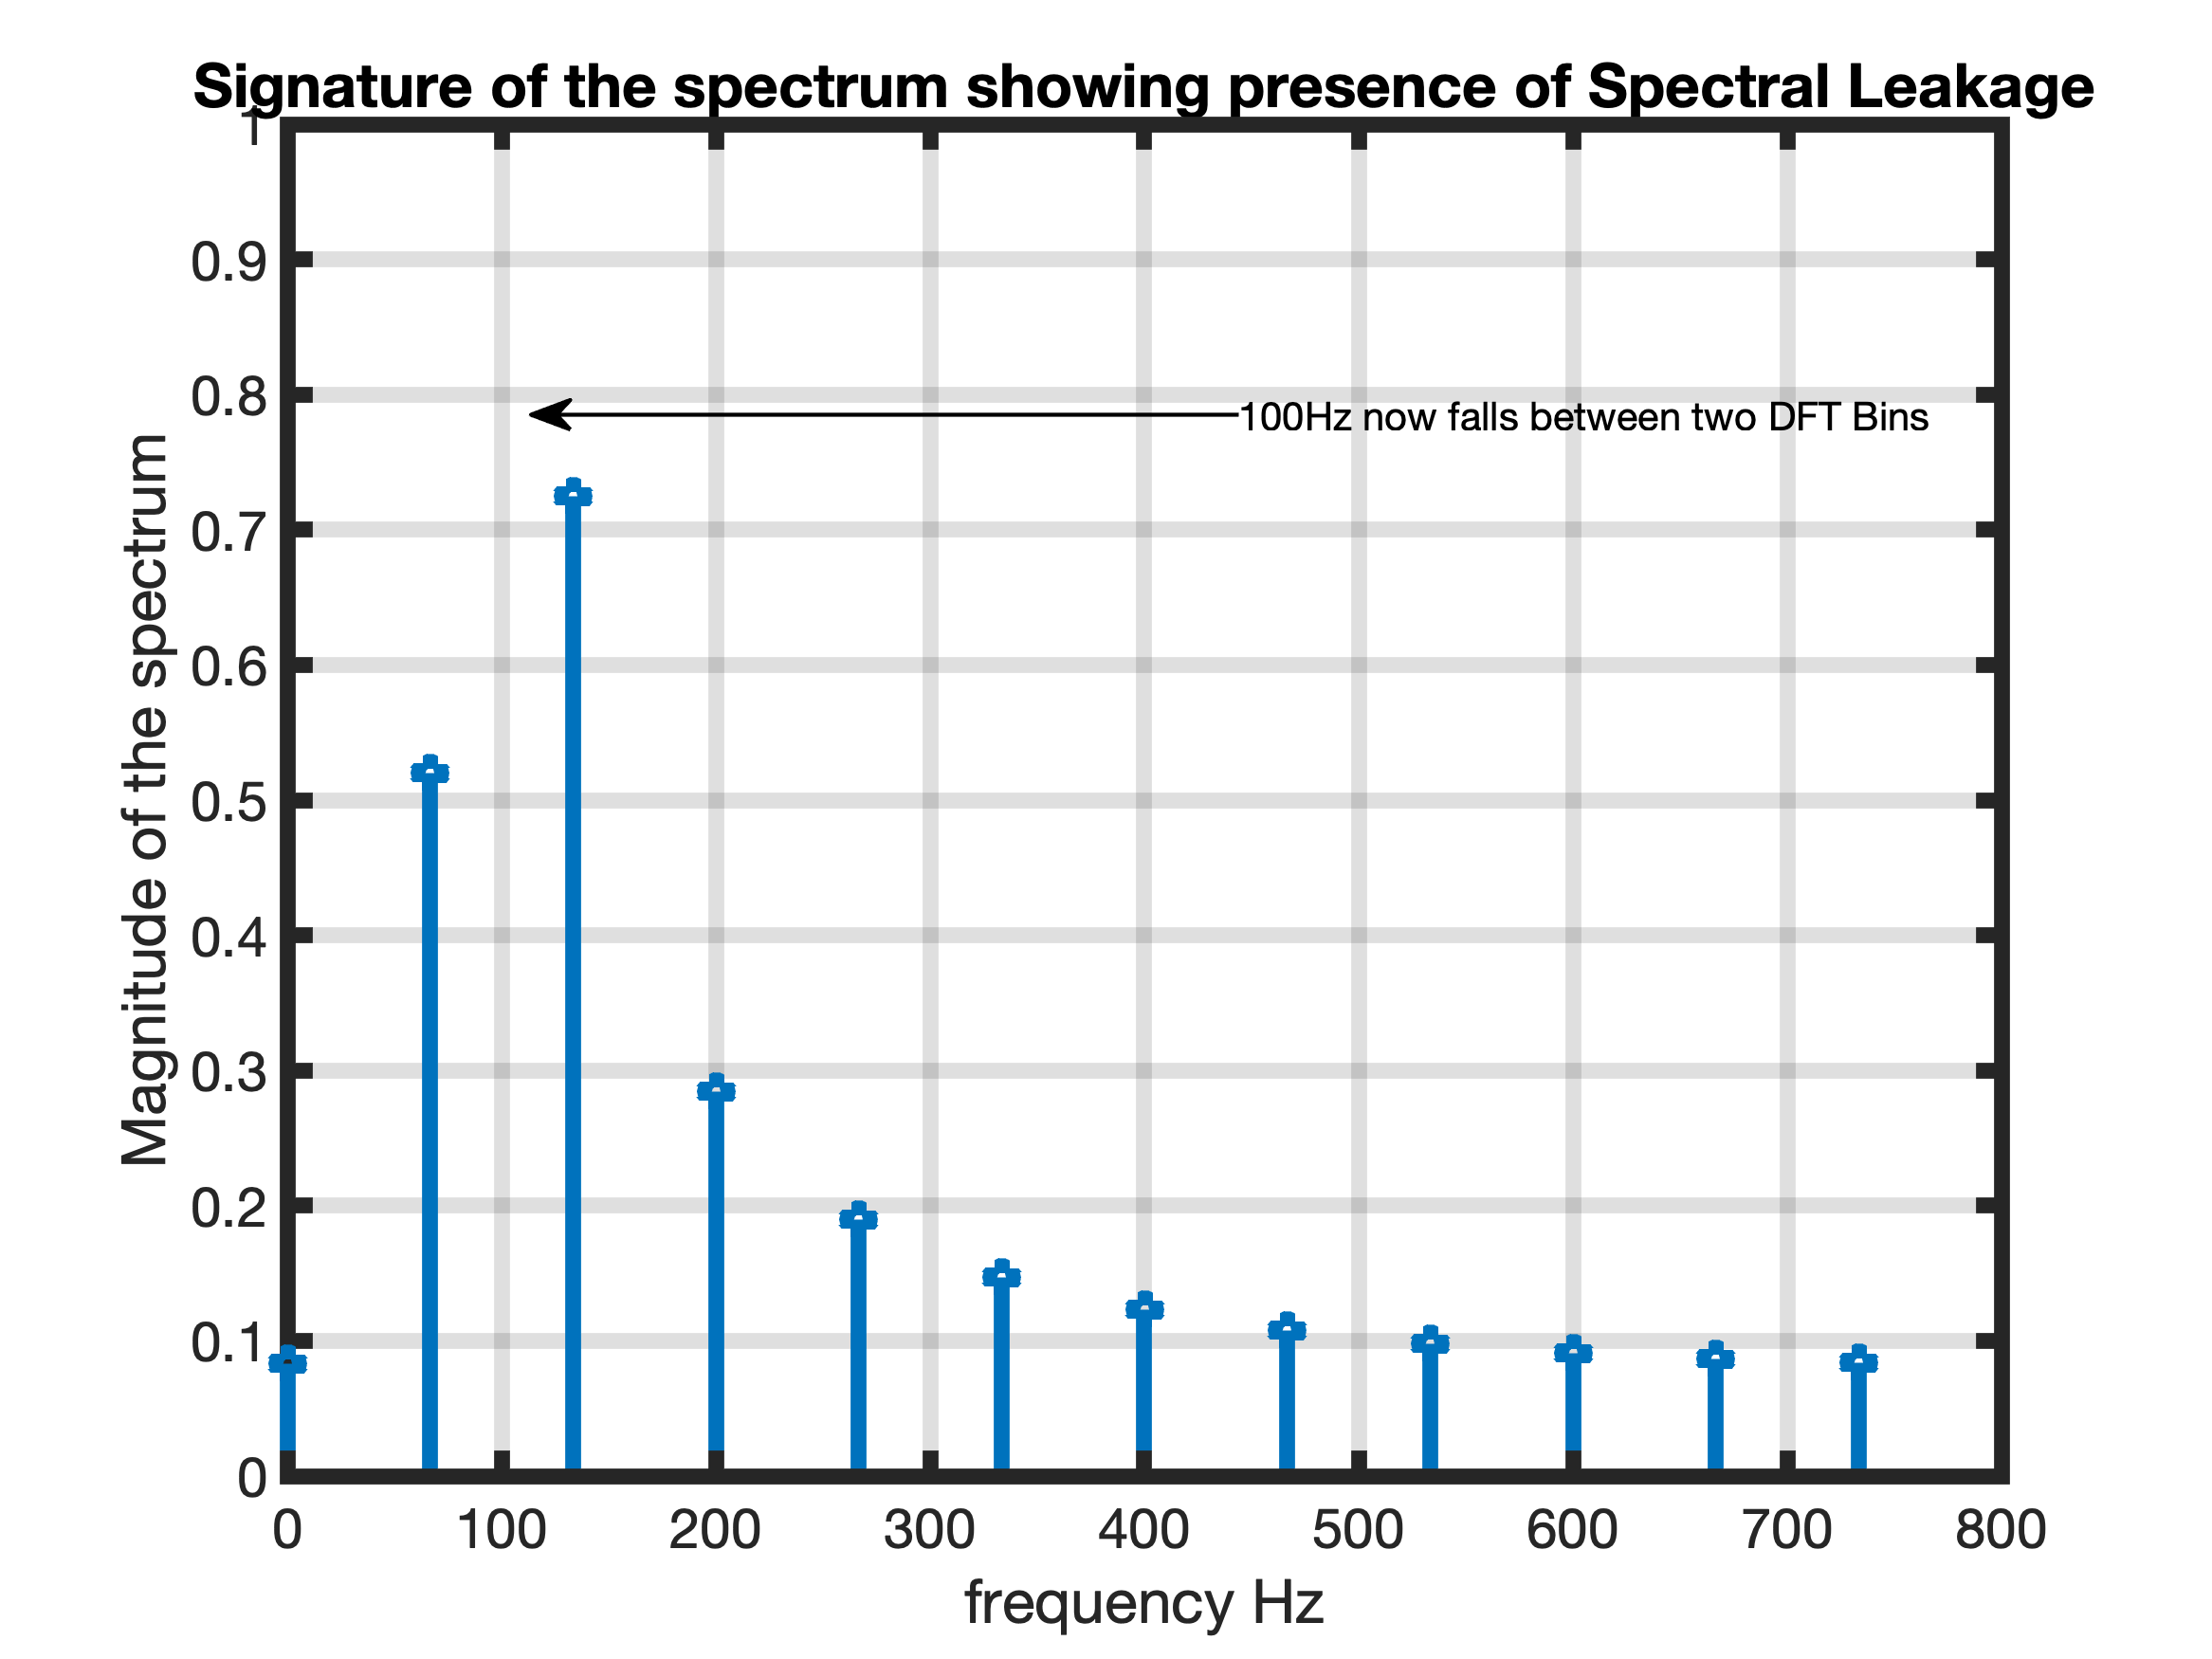 Signature of the spectrum showing presence of Spectral Leakage
1
0.9
0.8
100Hz now falls between two DFT Bins
0.7
0.6
0.5
0.4
0.3
0.2
0.1
0
Magnitude of the spectrum
0 100 200 300 400 500 600 700 800
frequency Hz